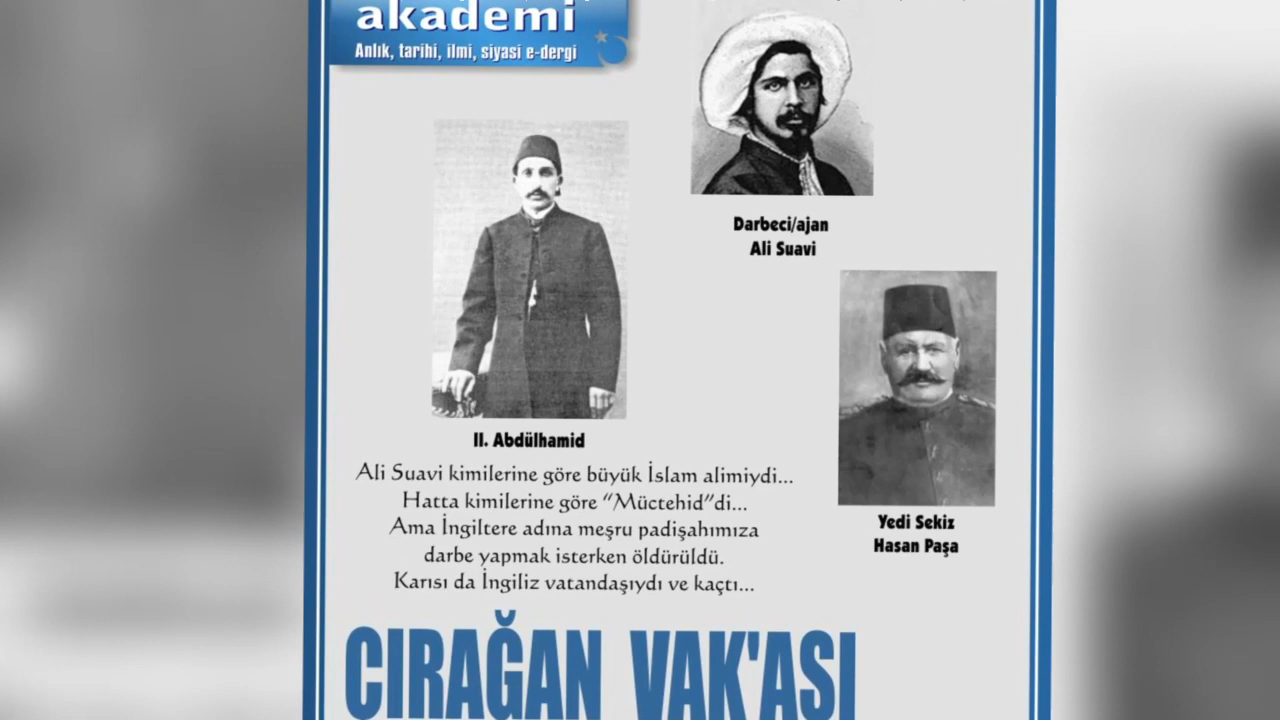 akademi
Anlık, tarihi, ilmi, siyasi e-dergi
Darbeci/ajan
Ali Suavi
II. Abdülhamid
Ali Suavi kimilerine göre büyük İslam alimiydi...
Hatta kimilerine göre “Müctehid”di...
Ama İngiltere adına meşru padişahımıza
darbe yapmak isterken öldürüldü.
Karısı da İngiliz vatandaşıydı ve kaçtı...
Yedi Sekiz
Hasan Paşa
ÇIRAĞAN VAK'ASI